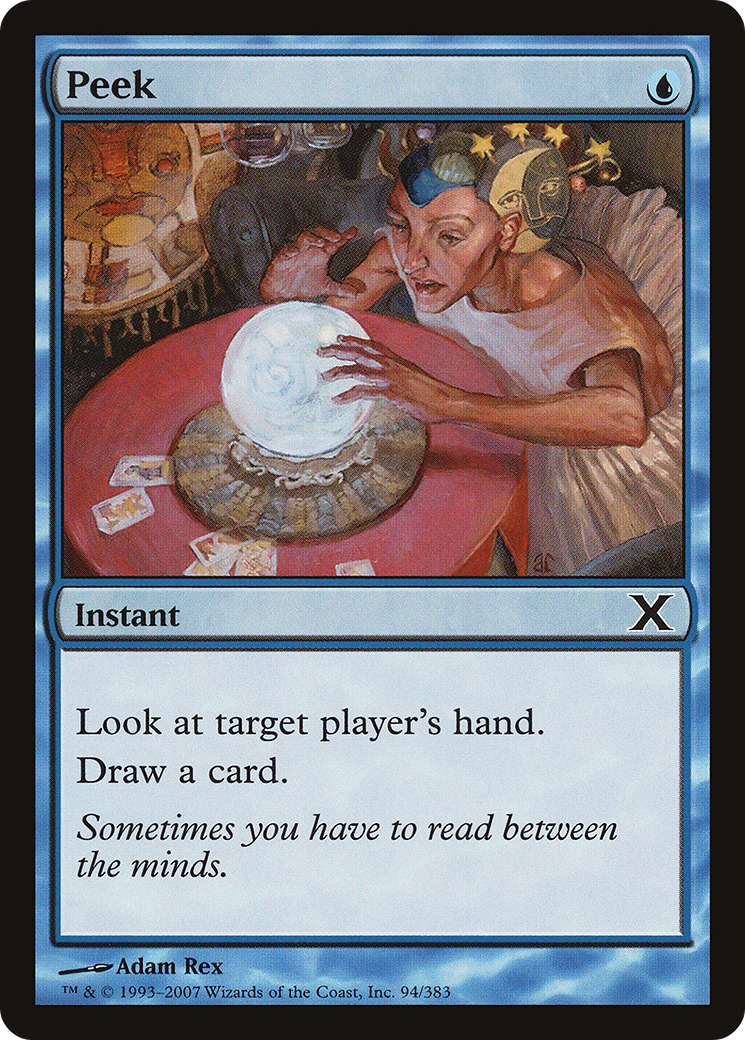 Peek
Instant
X
Look at target player's hand.
Draw a card.
Sometimes you have to read between
the minds.
Adam Rex
™ & © 1993–2007 Wizards of the Coast, Inc. 94/383